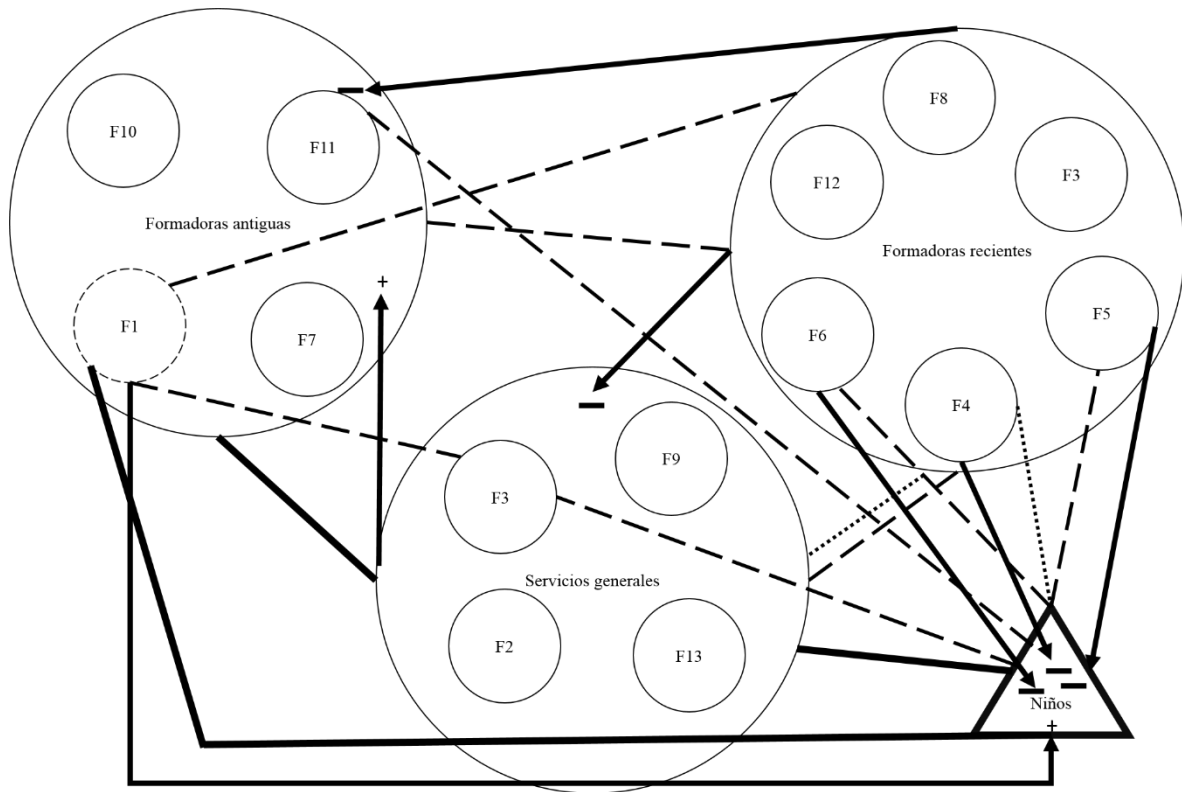 F10
F11
Formadoras antiguas
+
F1
F7
F8
F12
F3
Formadoras recientes
F6
F5
F4
F9
F3
Servicios generales
F2
F13
Niños
+